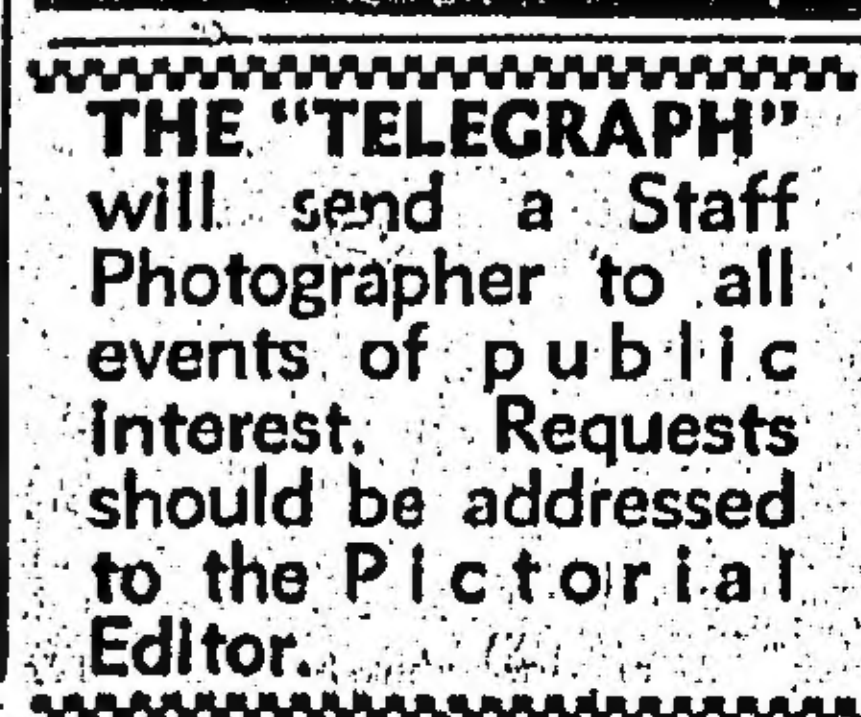 THE "TELEGRAPH"
will send a Staff
Photographer to all
events of public
interest. Requests
should be addressed
to the Pictorial
Editor.